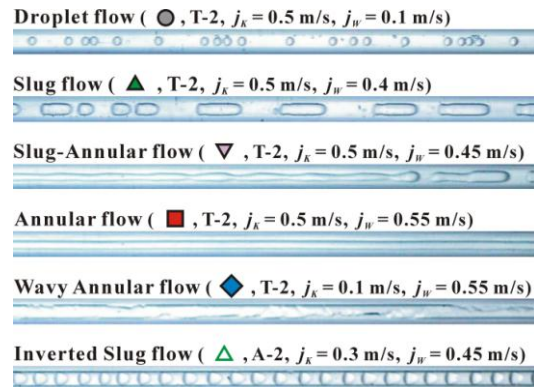 Droplet flow ( , T-2, jK = 0.5 m/s, jW = 0.1 m/s)
Slug flow ( , T-2, jK = 0.5 m/s, jW = 0.4 m/s)
Slug-Annular flow ( , T-2, jK = 0.5 m/s, jW = 0.45 m/s)
Annular flow ( , T-2, jK = 0.5 m/s, jW = 0.55 m/s)
Wavy Annular flow ( , T-2, jK = 0.1 m/s, jW = 0.55 m/s)
Inverted Slug flow ( , A-2, jK = 0.3 m/s, jW = 0.45 m/s)